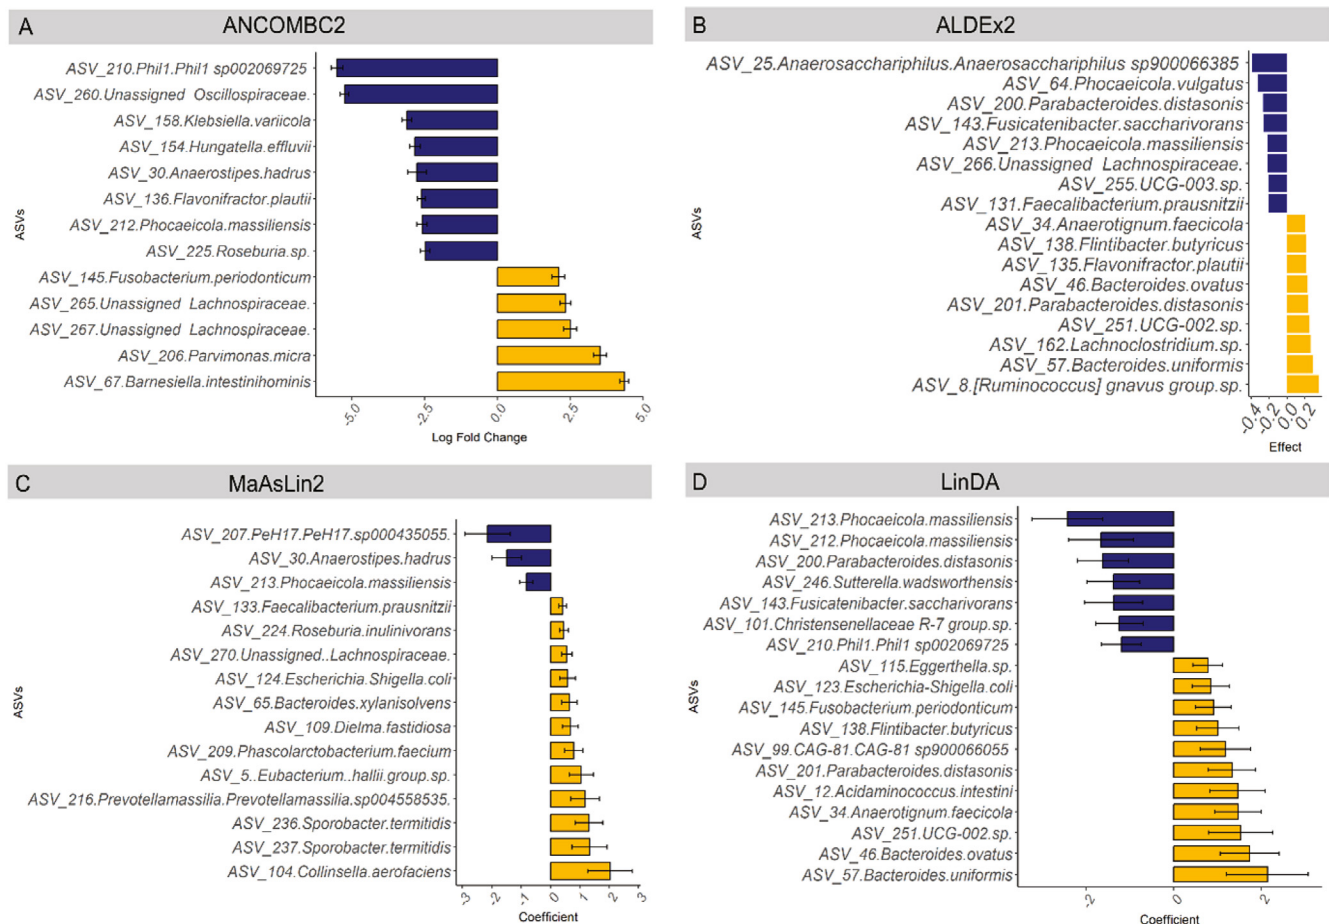 A ANCOMBC2
ASV_210.Phil1.Phil1 sp002069725
ASV_260.Unassigned Oscillospiraceae.
ASV_158.Klebsiella.variicola
ASV_154.Hungatella.effluvii
ASV_30.Anaerostipes.hadrus
ASV_136.Flavonifractor.plautii
ASV_212.Phocaeicola.massiliensis
ASV_225.Roseburia.sp.
ASV_145.Fusobacterium.periodonticum
ASV_265.Unassigned Lachnospiraceae.
ASV_267.Unassigned Lachnospiraceae.
ASV_206.Parvimonas.micra
ASV_67.Barnesiella.intestinihominis
ASVs
-5.0 -2.5 0.0 2.5 5.0
Log Fold Change
B ALDEx2
ASV_25.Anaerosacchariphilus.Anaerosacchariphilus sp900066385
ASV_64.Phocaeicola.vulgatus
ASV_200.Parabacteroides.distasonis
ASV_143.Fusicatenibacter.saccharivorans
ASV_213.Phocaeicola.massiliensis
ASV_266.Unassigned Lachnospiraceae.
ASV_255.UCG-003.sp.
ASV_131.Faecalibacterium.prausnitzii
ASV_34.Anaerotignum.faecicola
ASV_138.Flintibacter.butyricus
ASV_135.Flavonifractor.plautii
ASV_46.Bacteroides.ovatus
ASV_201.Parabacteroides.distasonis
ASV_251.UCG-002.sp.
ASV_162.Lachnoclostridium.sp.
ASV_57.Bacteroides.uniformis
ASV_8.[Ruminococcus] gnavus group.sp.
ASVs
-0.4 -0.2 0.0 0.2
Effect
C MaAsLin2
ASV_207.PeH17.PeH17.sp000435055.
ASV_30.Anaerostipes.hadrus
ASV_213.Phocaeicola.massiliensis
ASV_133.Faecalibacterium.prausnitzii
ASV_224.Roseburia.inulinivorans
ASV_270.Unassigned..Lachnospiraceae.
ASV_124.Escherichia.Shigella.coli
ASV_65.Bacteroides.xylanisolvens
ASV_109.Dielma.fastidiosa
ASV_209.Phascolarctobacterium.faecium
ASV_5..Eubacterium..hallii.group.sp.
ASV_216.Prevotellamassilia.Prevotellamassilia.sp004558535.
ASV_236.Sporobacter.termitidis
ASV_237.Sporobacter.termitidis
ASV_104.Collinsella.aerofaciens
ASVs
-3 -2 -1 0 1 2 3
Coefficient
D LinDA
ASV_213.Phocaeicola.massiliensis
ASV_212.Phocaeicola.massiliensis
ASV_200.Parabacteroides.distasonis
ASV_246.Sutterella.wadsworthensis
ASV_143.Fusicatenibacter.saccharivorans
ASV_101.Christensenellaceae R-7 group.sp.
ASV_210.Phil1.Phil1 sp002069725
ASV_115.Eggerthella.sp.
ASV_123.Escherichia-Shigella.coli
ASV_145.Fusobacterium.periodonticum
ASV_138.Flintibacter.butyricus
ASV_99.CAG-81.CAG-81 sp900066055
ASV_201.Parabacteroides.distasonis
ASV_12.Acidaminococcus.intestini
ASV_34.Anaerotignum.faecicola
ASV_251.UCG-002.sp.
ASV_46.Bacteroides.ovatus
ASV_57.Bacteroides.uniformis
ASVs
0 2
Coefficient